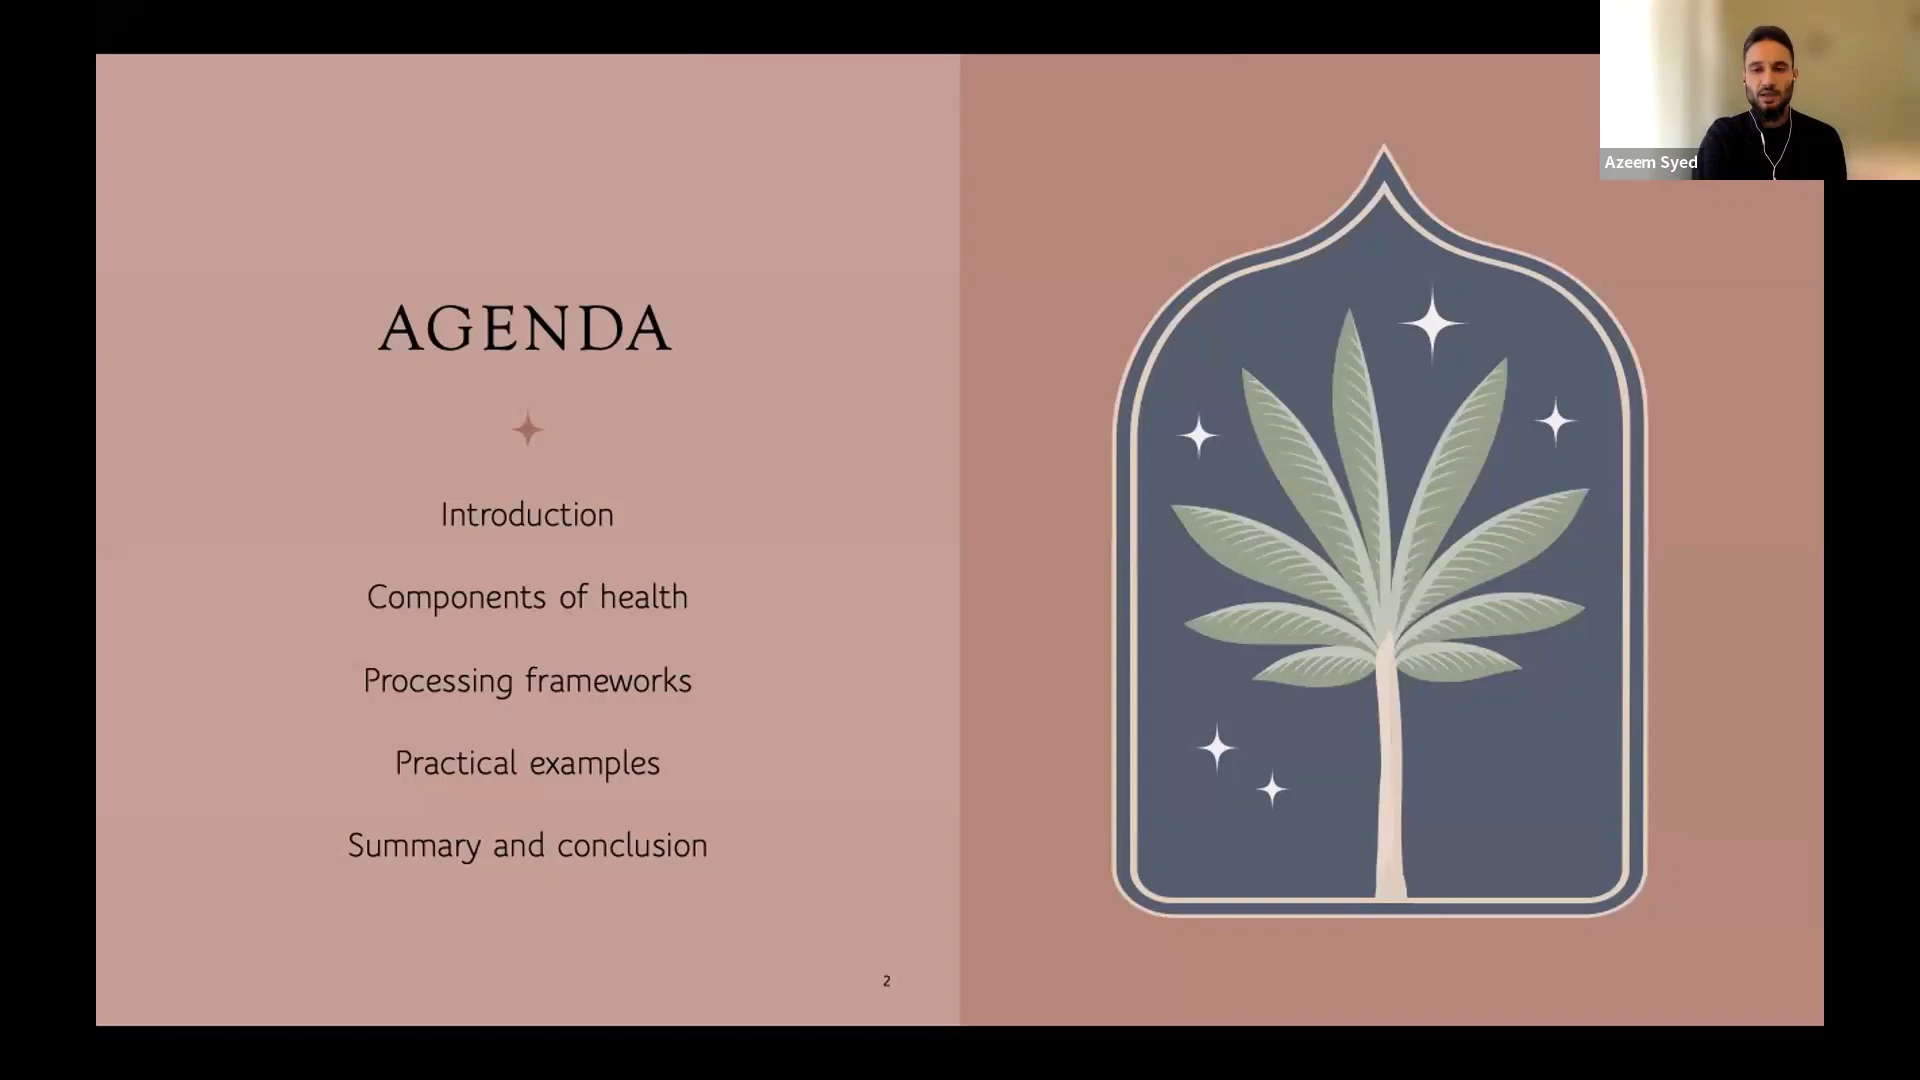 AGENDA
Introduction
Components of health
Processing frameworks
Practical examples
Summary and conclusion
2
Azeem Syed